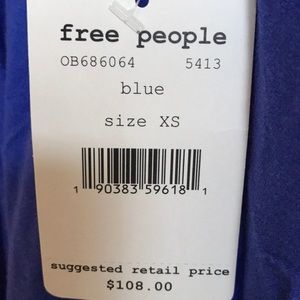 free people
OB686064 5413
blue
size XS
1 90383 59618 1
suggested retail price
$108.00